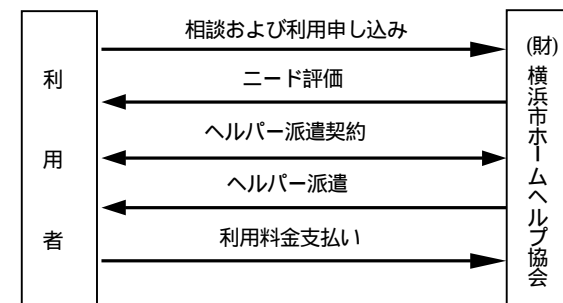 利用者
相談および利用申し込み
ニード評価
ヘルパー派遣契約
ヘルパー派遣
利用料金支払い
(財)横浜市ホームヘルプ協会